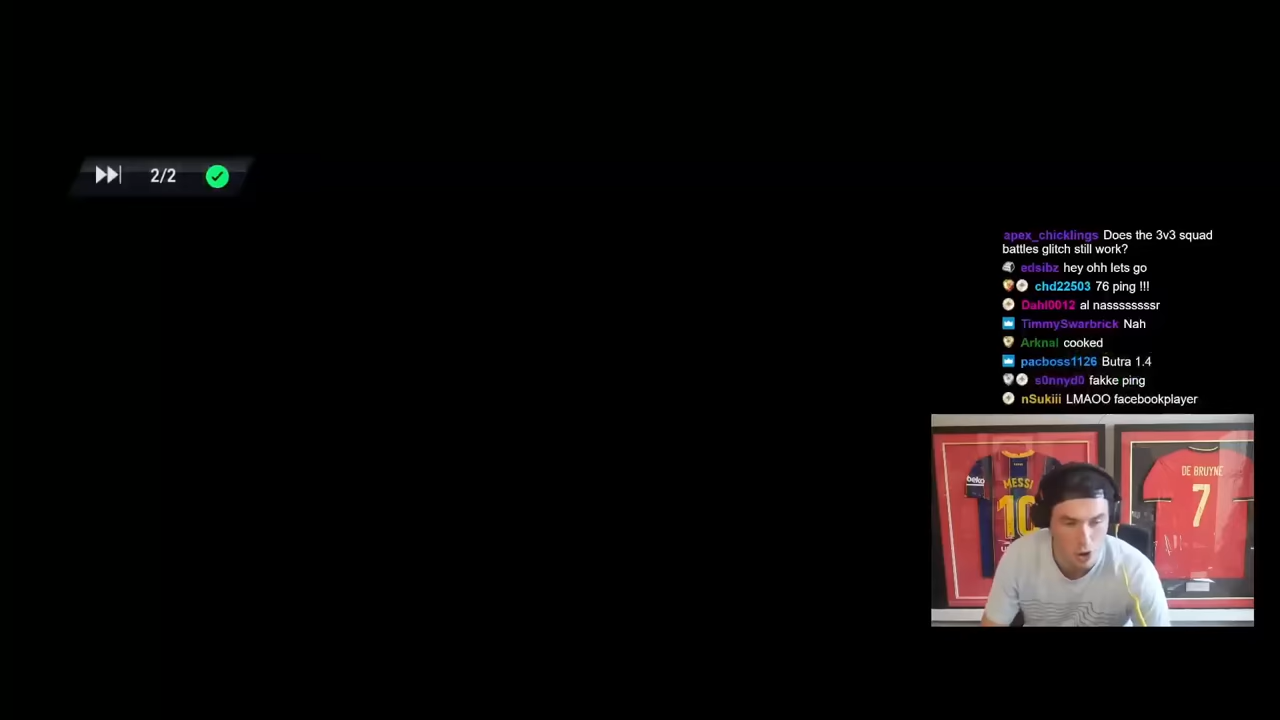 2/2
apex_chicklings Does the 3v3 squad
battles glitch still work?
edsibz hey ohh lets go
chd22503 76 ping !!!
Dahl0012 al nassssssssr
TimmySwarbrick Nah
Arknal cooked
pacboss1126 Butra 1.4
s0nnyd0 fakke ping
nSukiii LMAOO facebookplayer
beko
MESSI
10
DE BRUYNE
7